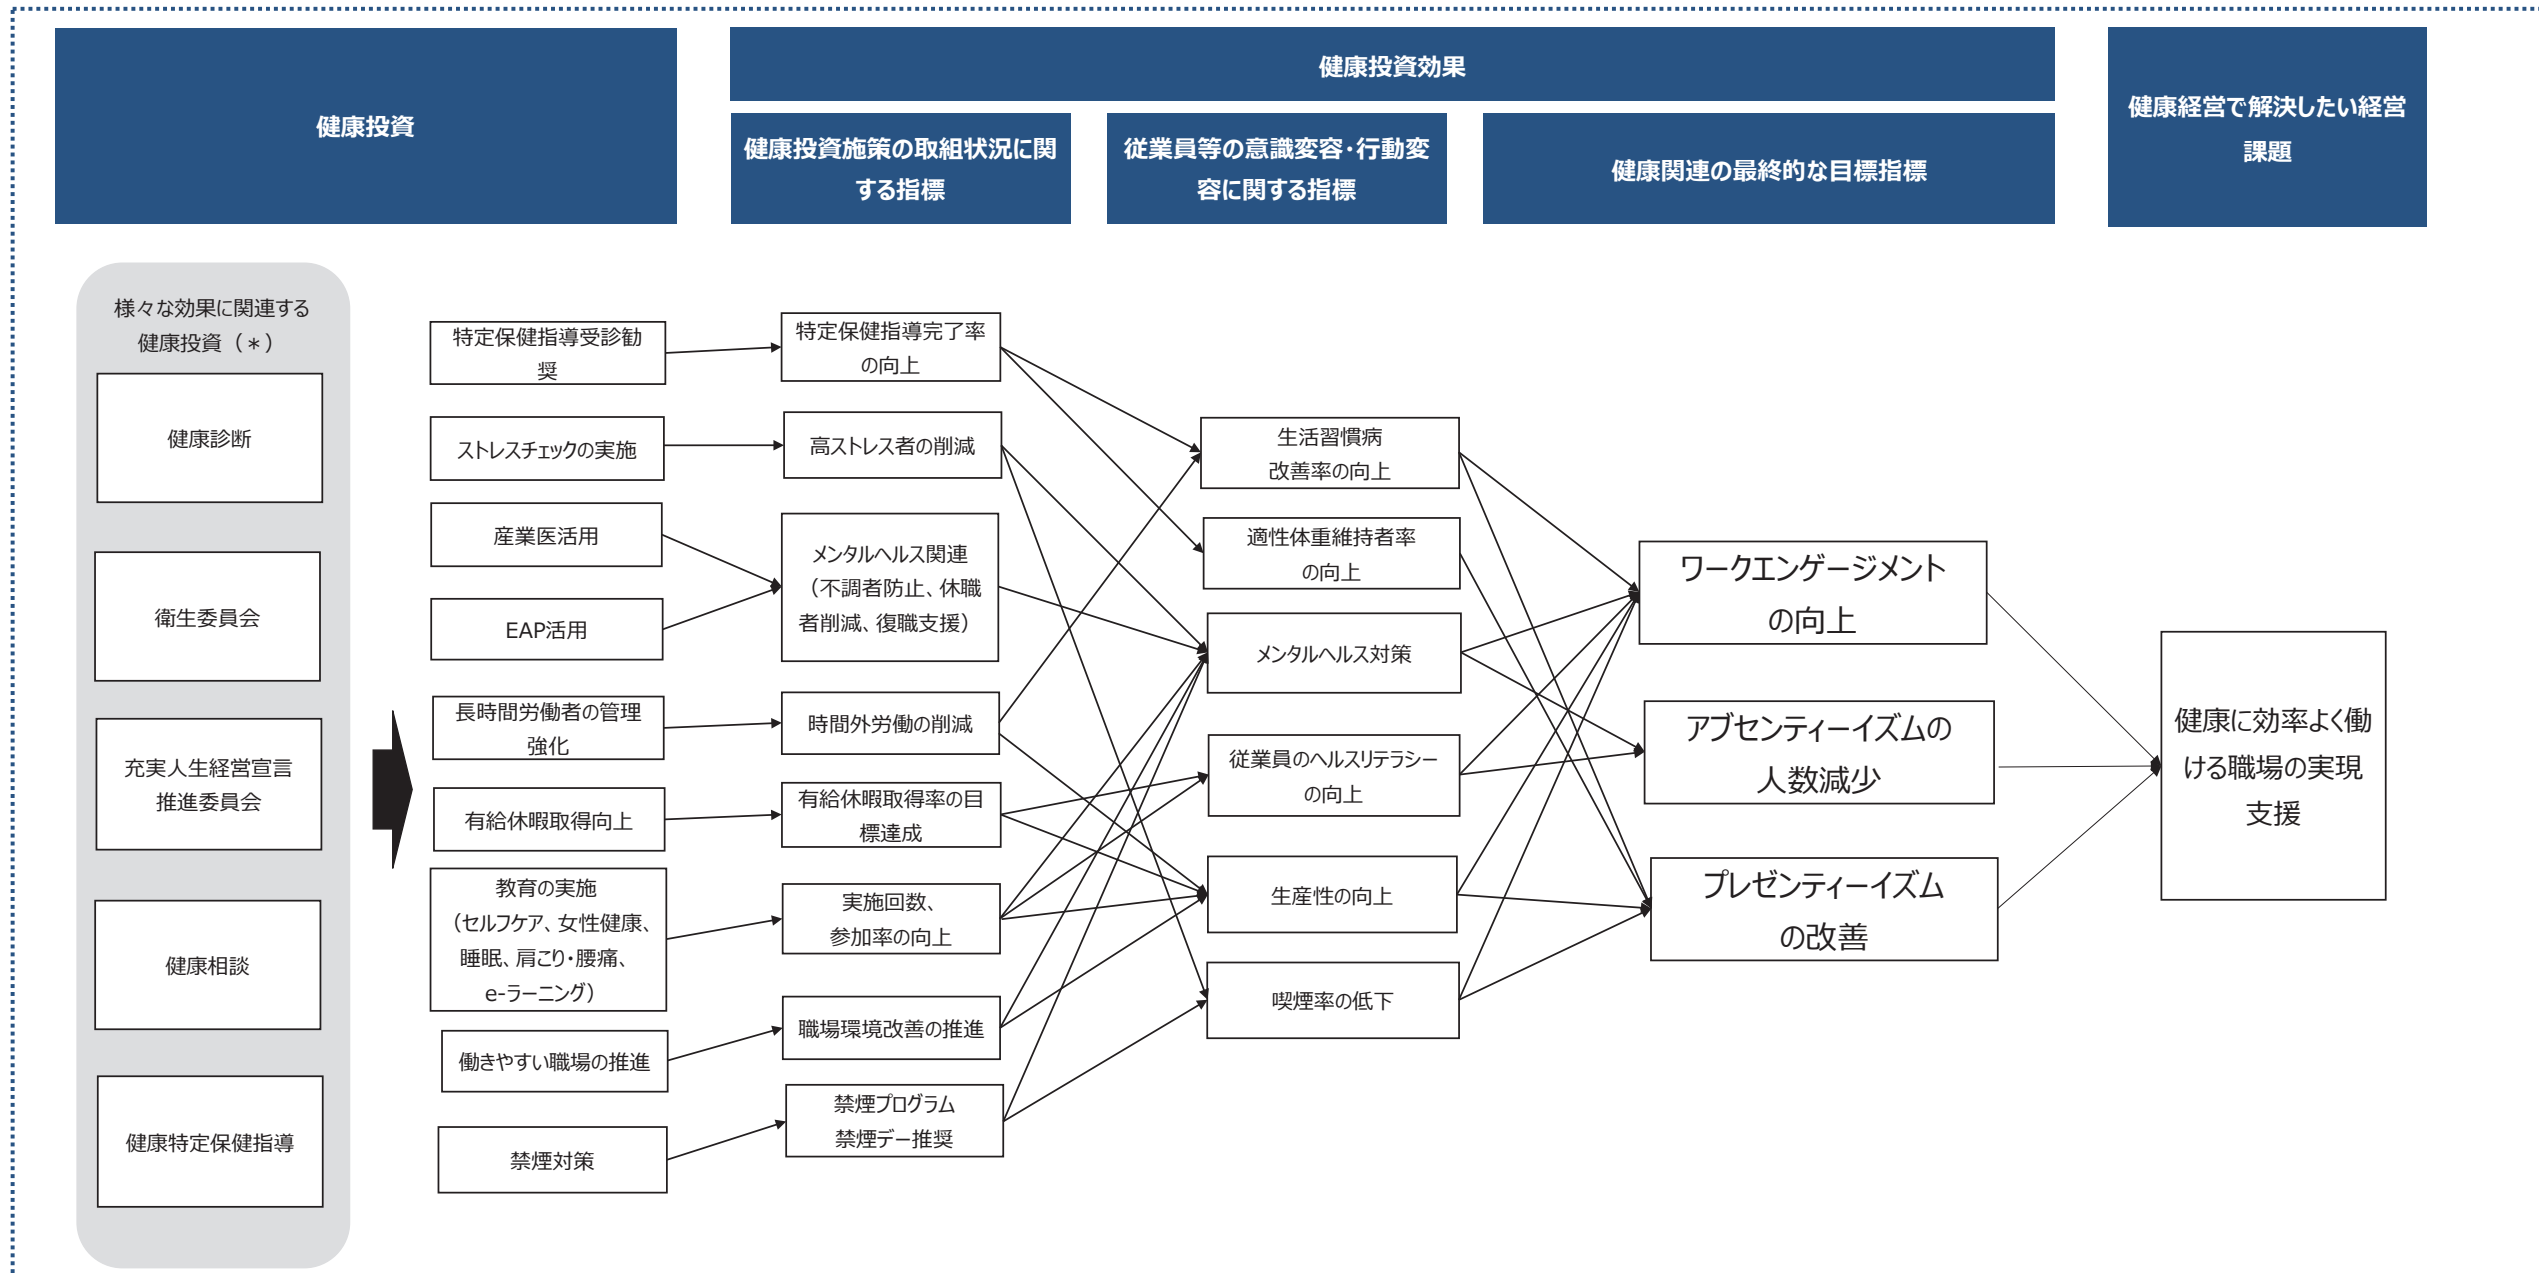 健康投資
健康投資効果
健康経営で解決したい経営
課題
健康投資施策の取組状況に関
する指標
従業員等の意識変容・行動変
容に関する指標
健康関連の最終的な目標指標
様々な効果に関連する
健康投資（＊）
健康診断
衛生委員会
充実人生経営宣言
推進委員会
健康相談
健康特定保健指導
特定保健指導受診勧
奨
ストレスチェックの実施
産業医活用
EAP活用
長時間労働者の管理
強化
有給休暇取得向上
教育の実施
（セルフケア、女性健康、
睡眠、肩こり・腰痛、
e-ラーニング）
働きやすい職場の推進
禁煙対策
特定保健指導完了率
の向上
高ストレス者の削減
メンタルヘルス関連
（不調者防止、休職
者削減、復職支援）
時間外労働の削減
有給休暇取得率の目
標達成
実施回数、
参加率の向上
職場環境改善の推進
禁煙プログラム
禁煙デー推奨
生活習慣病
改善率の向上
適性体重維持者率
の向上
メンタルヘルス対策
従業員のヘルスリテラシー
の向上
生産性の向上
喫煙率の低下
ワークエンゲージメント
の向上
アブセンティーイズムの
人数減少
プレゼンティーイズム
の改善
健康に効率よく働
ける職場の実現
支援